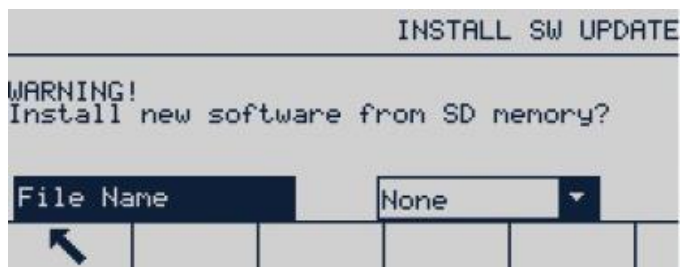 INSTALL SW UPDATE
WARNING!
Install new software from SD memory?
File Name
None